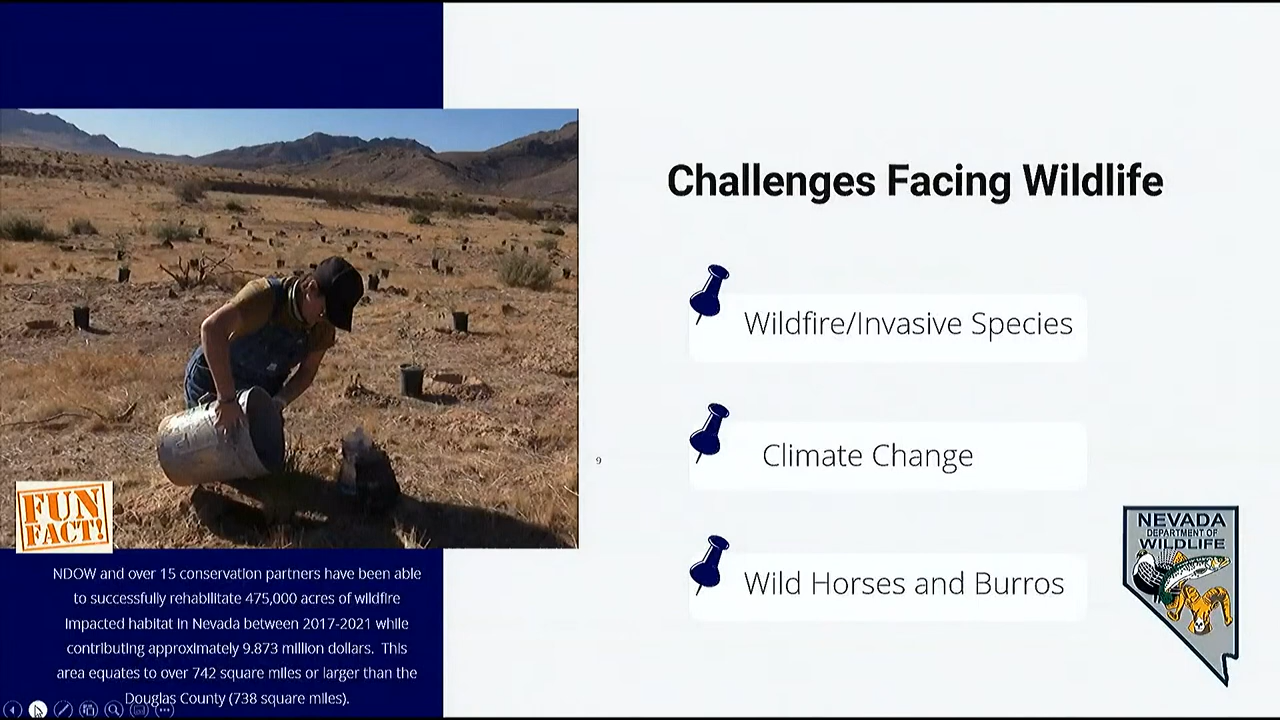 Challenges Facing Wildlife
Wildfire/Invasive Species
Climate Change
Wild Horses and Burros
9
FUN
FACT!
NDOW and over 15 conservation partners have been able
to successfully rehabilitate 475,000 acres of wildfire
impacted habitat in Nevada between 2017-2021 while
contributing approximately 9.873 million dollars. This
area equates to over 742 square miles or larger than the
Douglas County (738 square miles).
NEVADA
DEPARTMENT OF
WILDLIFE